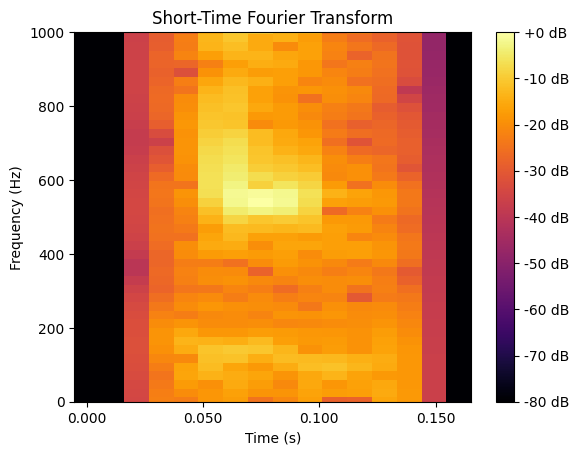 Short-Time Fourier Transform
Frequency (Hz)
1000
800
600
400
200
0
0.000
0.050
0.100
0.150
Time (s)
+0 dB
-10 dB
-20 dB
-30 dB
-40 dB
-50 dB
-60 dB
-70 dB
-80 dB